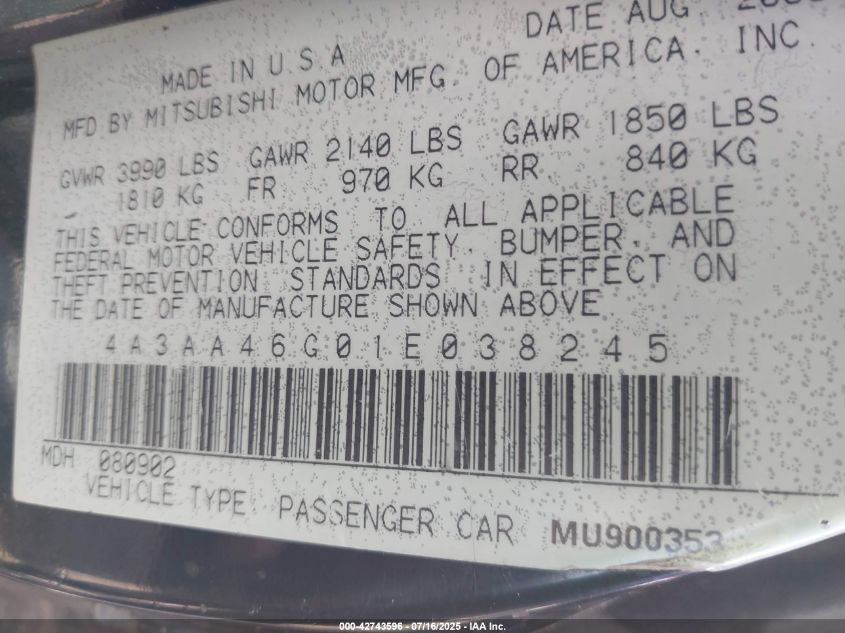 DATE AUG. 2000
MADE IN U S A
MFD BY MITSUBISHI MOTOR MFG. OF AMERICA. INC.
GVWR 3990 LBS GAWR 2140 LBS GAWR 1850 LBS
1810 KG FR 970 KG RR. 840 KG
THIS VEHICLE CONFORMS TO ALL APPLICABLE
FEDERAL MOTOR VEHICLE SAFETY. BUMPER. AND
THEFT PREVENTION STANDARDS IN EFFECT ON
THE DATE OF MANUFACTURE SHOWN ABOVE
4A3AA46G01E038245
MDH 080902
VEHICLE TYPE PASSENGER CAR MU900353
000-42743596 - 07/16/2025 - IAA Inc.